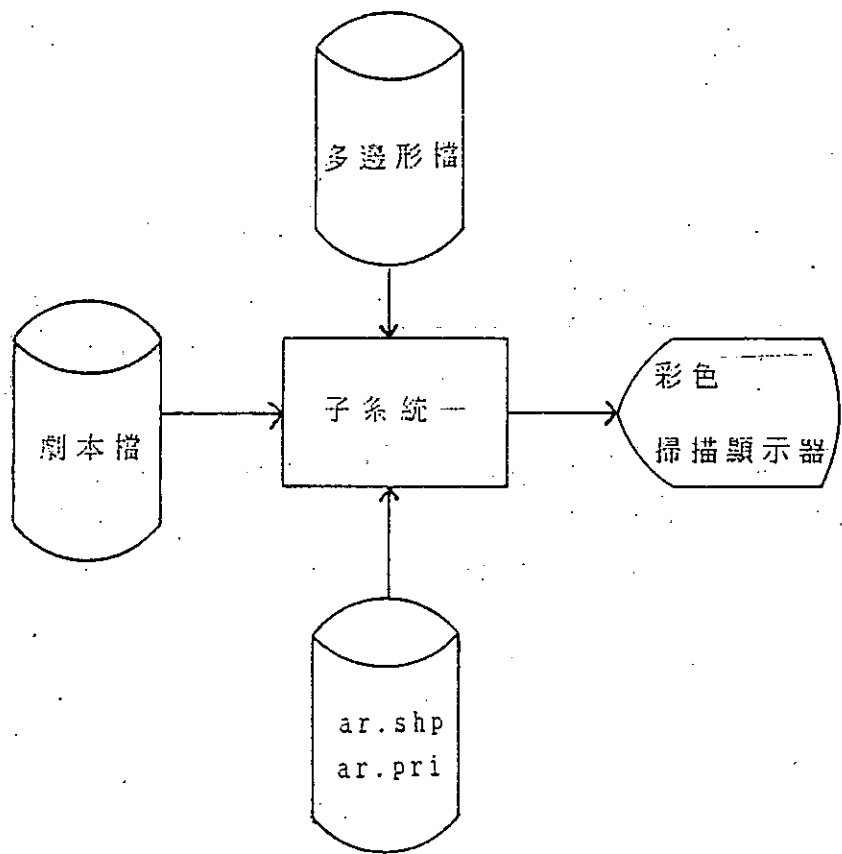 多邊形檔
劇本檔
子系統一
彩色
掃描顯示器
ar.shp
ar.pri